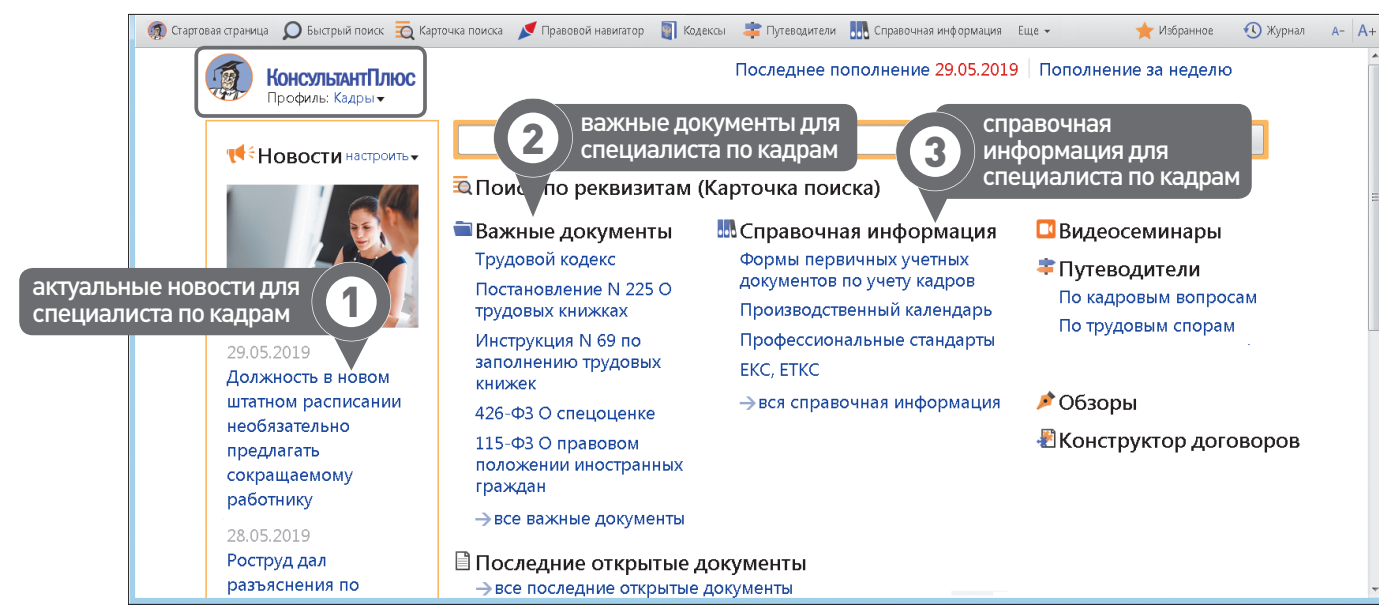 Стартовая страница Быстрый поиск Карточка поиска Правовой навигатор Кодексы Путеводители Справочная информация Еще Избранное Журнал A- A+
КонсультантПлюс
Профиль: Кадры
Последнее пополнение 29.05.2019 Пополнение за неделю
2
важные документы для
специалиста по кадрам
3
справочная
информация для
специалиста по кадрам
Новости настроить
1
актуальные новости для
специалиста по кадрам
29.05.2019
Должность в новом
штатном расписании
необязательно
предлагать
сокращаемому
работнику
28.05.2019
Роструд дал
разъяснения по
Поиск по реквизитам (Карточка поиска)
Важные документы
Трудовой кодекс
Постановление N 225 О
трудовых книжках
Инструкция N 69 по
заполнению трудовых
книжек
426-ФЗ О спецоценке
115-ФЗ О правовом
положении иностранных
граждан
→все важные документы
Справочная информация
Формы первичных учетных
документов по учету кадров
Производственный календарь
Профессиональные стандарты
ЕКС, ЕТКС
→вся справочная информация
Видеосеминары
Путеводители
По кадровым вопросам
По трудовым спорам
Обзоры
Конструктор договоров
Последние открытые документы
→все последние открытые документы